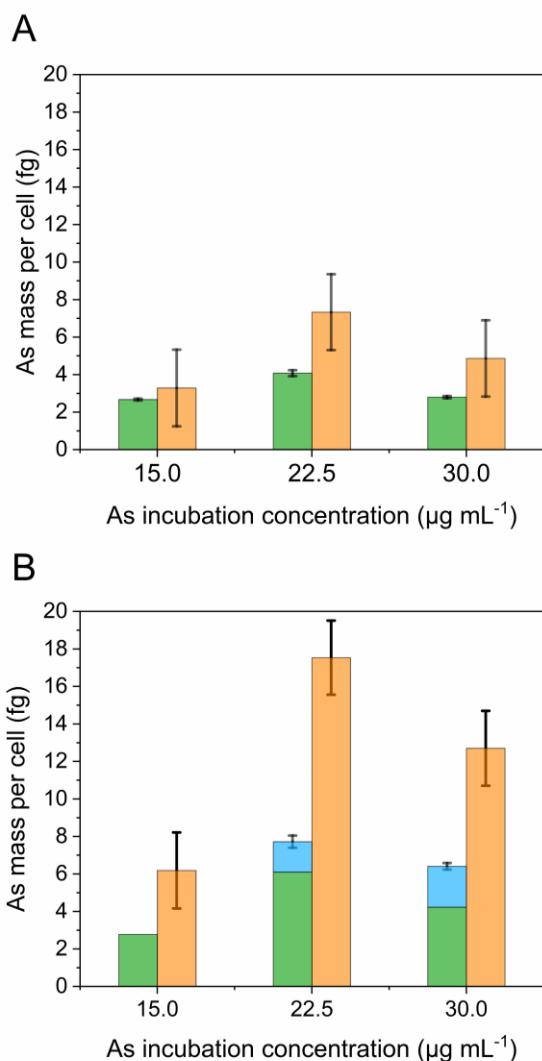 A
20
18
16
14
12
10
8
6
4
2
0
As mass per cell (fg)
15.0 22.5 30.0
As incubation concentration (µg mL⁻¹)
B
20
18
16
14
12
10
8
6
4
2
0
As mass per cell (fg)
15.0 22.5 30.0
As incubation concentration (µg mL⁻¹)